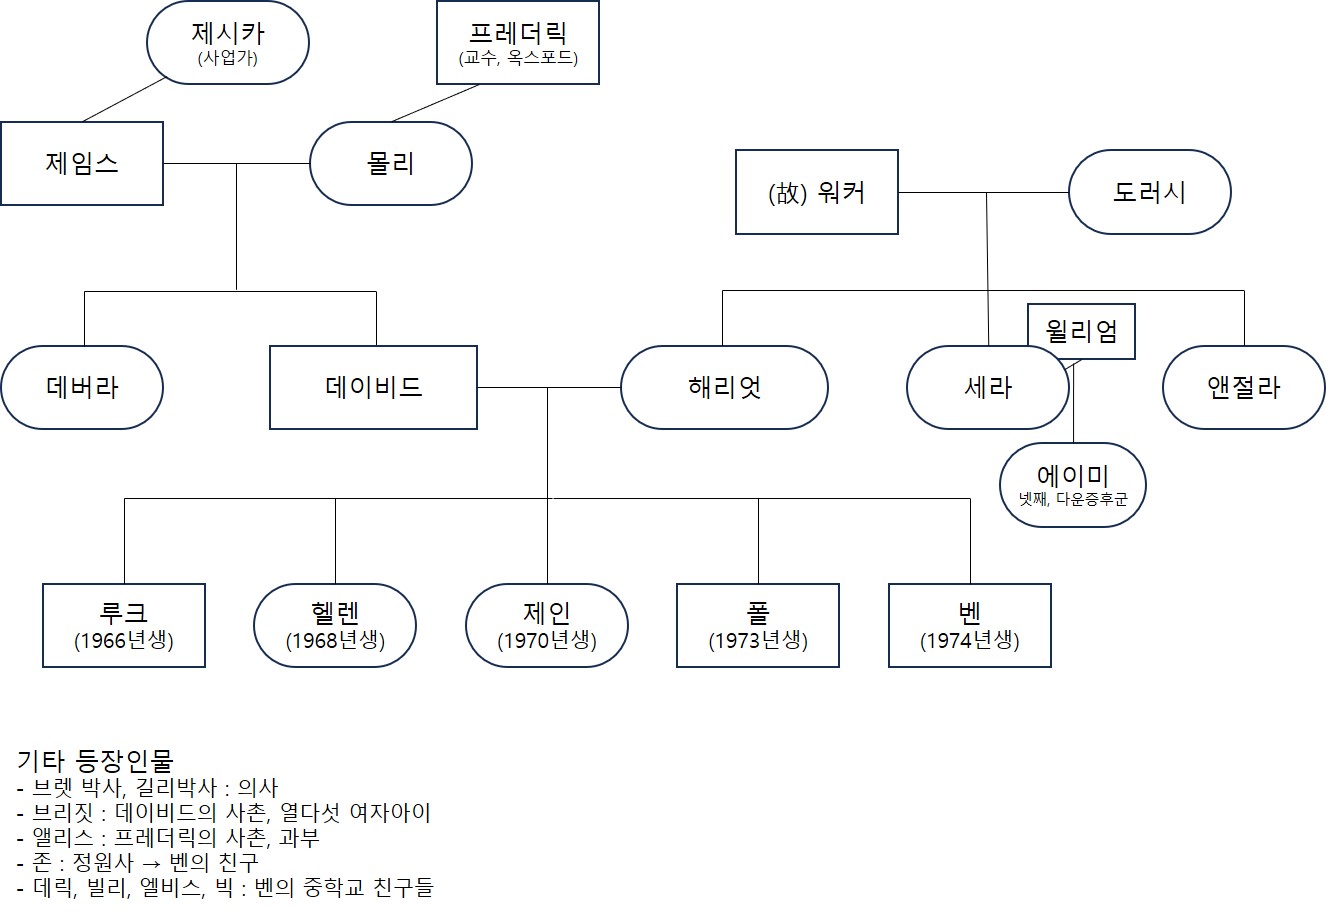 제시카
(사업가)
프레더릭
(교수, 옥스포드)
제임스
몰리
(故) 워커
도러시
데버라
데이비드
해리엇
세라
윌리엄
앤절라
에이미
넷째, 다운증후군
루크
(1966년생)
헬렌
(1968년생)
제인
(1970년생)
폴
(1973년생)
벤
(1974년생)
기타 등장인물
- 브렛 박사, 길리박사 : 의사
- 브리짓 : 데이비드의 사촌, 열다섯 여자아이
- 앨리스 : 프레더릭의 사촌, 과부
- 존 : 정원사 → 벤의 친구
- 데릭, 빌리, 엘비스, 빅 : 벤의 중학교 친구들